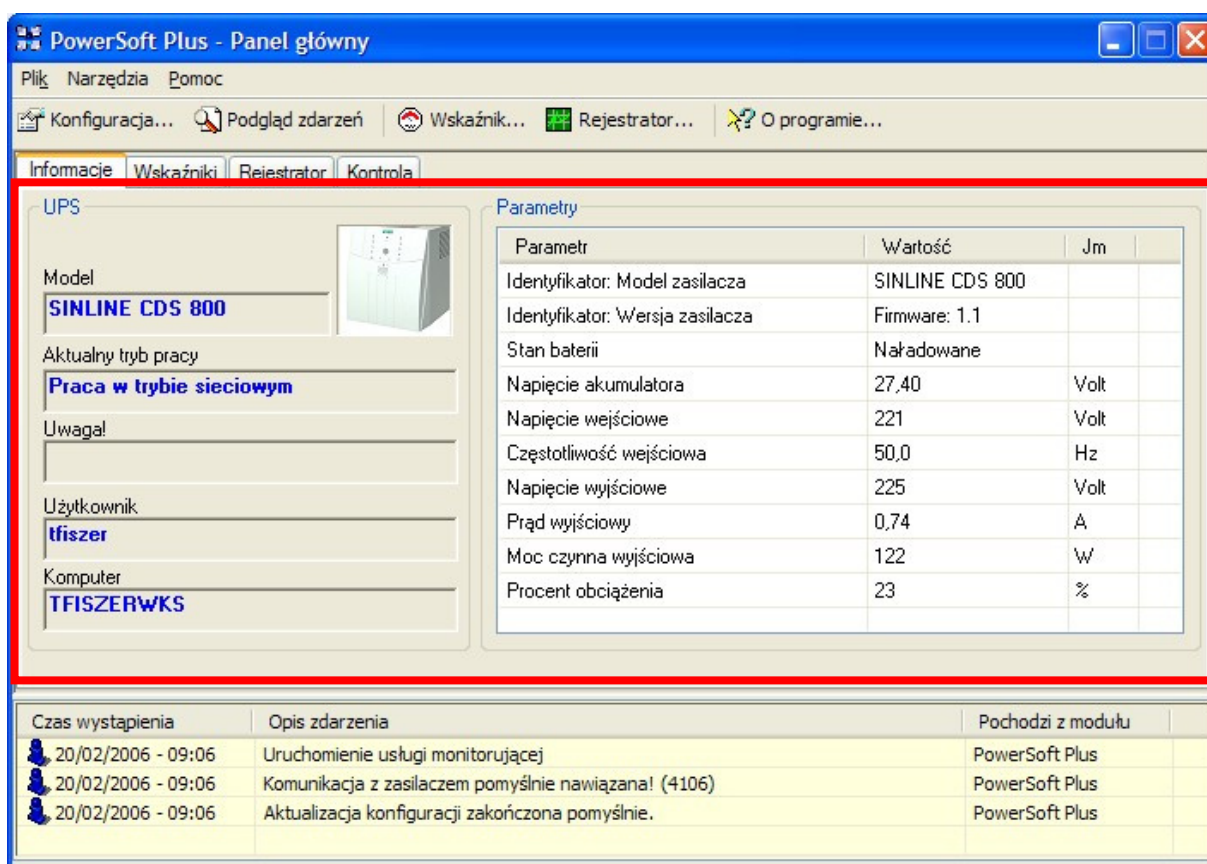 PowerSoft Plus - Panel główny
Plik Narzędzia Pomoc
Konfiguracja... Podgląd zdarzeń Wskaźnik... Rejestrator... O programie...
Informacje Wskaźniki Rejestrator Kontrola
UPS
Model
SINLINE CDS 800
Aktualny tryb pracy
Praca w trybie sieciowym
Uwaga!
Użytkownik
tfiszer
Komputer
TFISZERWKS
Parametry
Parametr Wartość Jm
Identyfikator: Model zasilacza SINLINE CDS 800
Identyfikator: Wersja zasilacza Firmware: 1.1
Stan baterii Naładowane
Napięcie akumulatora 27,40 Volt
Napięcie wejściowe 221 Volt
Częstotliwość wejściowa 50,0 Hz
Napięcie wyjściowe 225 Volt
Prąd wyjściowy 0,74 A
Moc czynna wyjściowa 122 W
Procent obciążenia 23 %
Czas wystąpienia Opis zdarzenia Pochodzi z modułu
20/02/2006 - 09:06 Uruchomienie usługi monitorującej PowerSoft Plus
20/02/2006 - 09:06 Komunikacja z zasilaczem pomyślnie nawiązana! (4106) PowerSoft Plus
20/02/2006 - 09:06 Aktualizacja konfiguracji zakończona pomyślnie. PowerSoft Plus